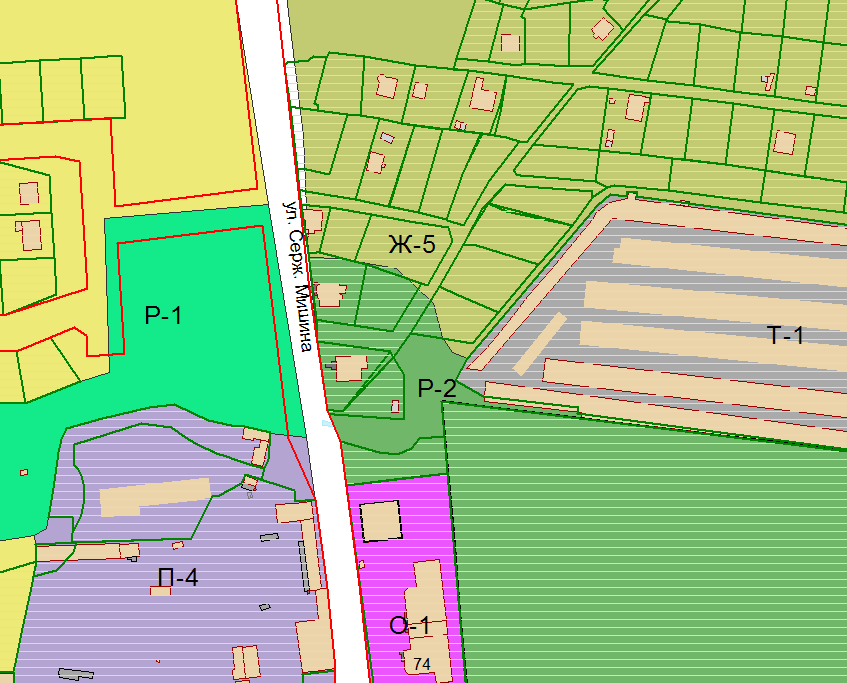 ул. Серж. Мишина
Ж-5
Р-1
Т-1
Р-2
П-4
О-1
74